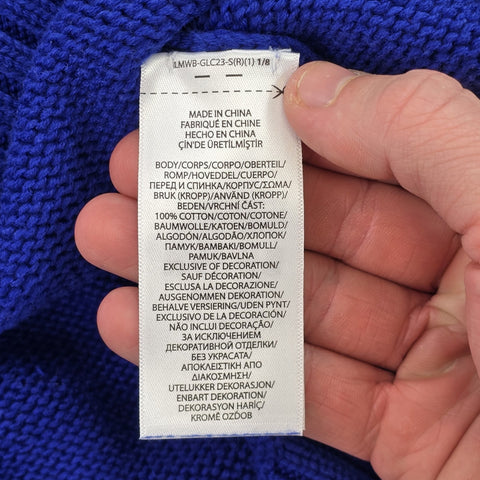 LMWB-GLC23-S(R)(1) 1/8
MADE IN CHINA
FABRIQUÉ EN CHINE
HECHO EN CHINA
ÇİN'DE ÜRETİLMİŞTİR
BODY/CORPS/CORPO/OBERTEIL/
ROMP/HOVEDDEL/CUERPO/
ПЕРЕД И СПИНКА/КОРПУС/ΣΩΜΑ/
BRUK (KROPP)/ANVÄND (KROPP)/
BEDEN/VRCHNÍ ČÁST:
100% COTTON/COTON/COTONE/
BAUMWOLLE/KATOEN/BOMULD/
ALGODÓN/ALGODÃO/ХЛОПОК/
ПАМУК/ΒΑΜΒΑΚΙ/BOMULL/
PAMUK/BAVLNA
EXCLUSIVE OF DECORATION/
SAUF DÉCORATION/
ESCLUSA LA DECORAZIONE/
AUSGENOMMEN DEKORATION/
BEHALVE VERSIERING/UDEN PYNT/
EXCLUSIVO DE LA DECORACIÓN/
NÃO INCLUI DECORAÇÃO/
ЗА ИСКЛЮЧЕНИЕМ
ДЕКОРАТИВНОЙ ОТДЕЛКИ/
БЕЗ УКРАСАТА/
ΑΠΟΚΛΕΙΣΤΙΚΗ ΑΠΟ
ΔΙΑΚΟΣΜΗΣΗ/
UTELUKKER DEKORASJON/
ENBART DEKORATION/
DEKORASYON HARİÇ/
KROMĚ OZDOB